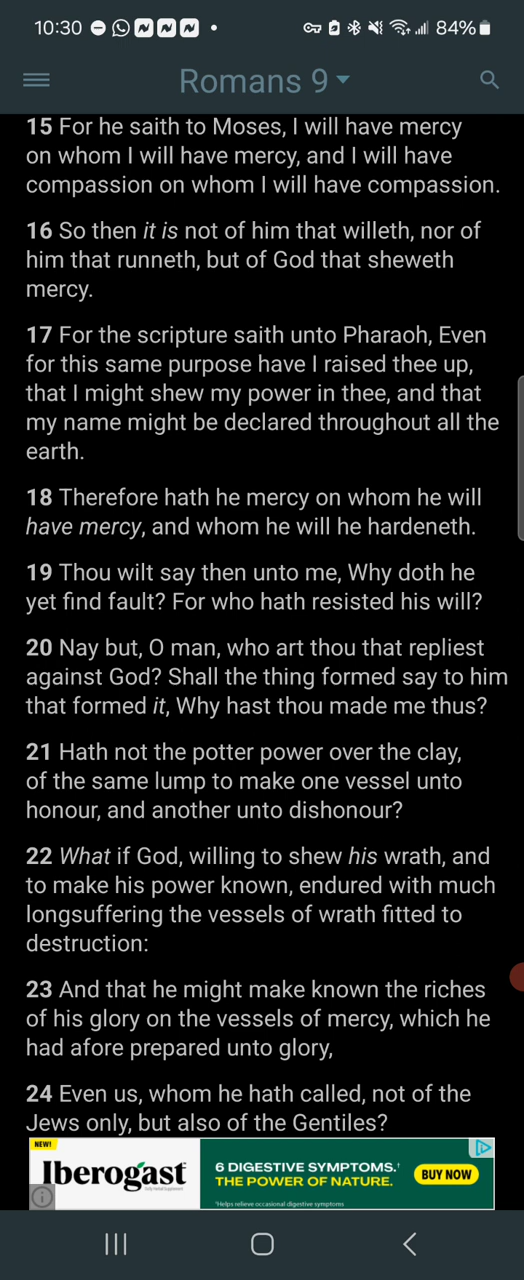 10:30
84%
Romans 9
15 For he saith to Moses, I will have mercy
on whom I will have mercy, and I will have
compassion on whom I will have compassion.
16 So then it is not of him that willeth, nor of
him that runneth, but of God that sheweth
mercy.
17 For the scripture saith unto Pharaoh, Even
for this same purpose have I raised thee up,
that I might shew my power in thee, and that
my name might be declared throughout all the
earth.
18 Therefore hath he mercy on whom he will
have mercy, and whom he will he hardeneth.
19 Thou wilt say then unto me, Why doth he
yet find fault? For who hath resisted his will?
20 Nay but, O man, who art thou that repliest
against God? Shall the thing formed say to him
that formed it, Why hast thou made me thus?
21 Hath not the potter power over the clay,
of the same lump to make one vessel unto
honour, and another unto dishonour?
22 What if God, willing to shew his wrath, and
to make his power known, endured with much
longsuffering the vessels of wrath fitted to
destruction:
23 And that he might make known the riches
of his glory on the vessels of mercy, which he
had afore prepared unto glory,
24 Even us, whom he hath called, not of the
Jews only, but also of the Gentiles?
NEW!
Iberogast
6 DIGESTIVE SYMPTOMS.†
THE POWER OF NATURE.
BUY NOW
*Helps relieve occasional digestive symptoms